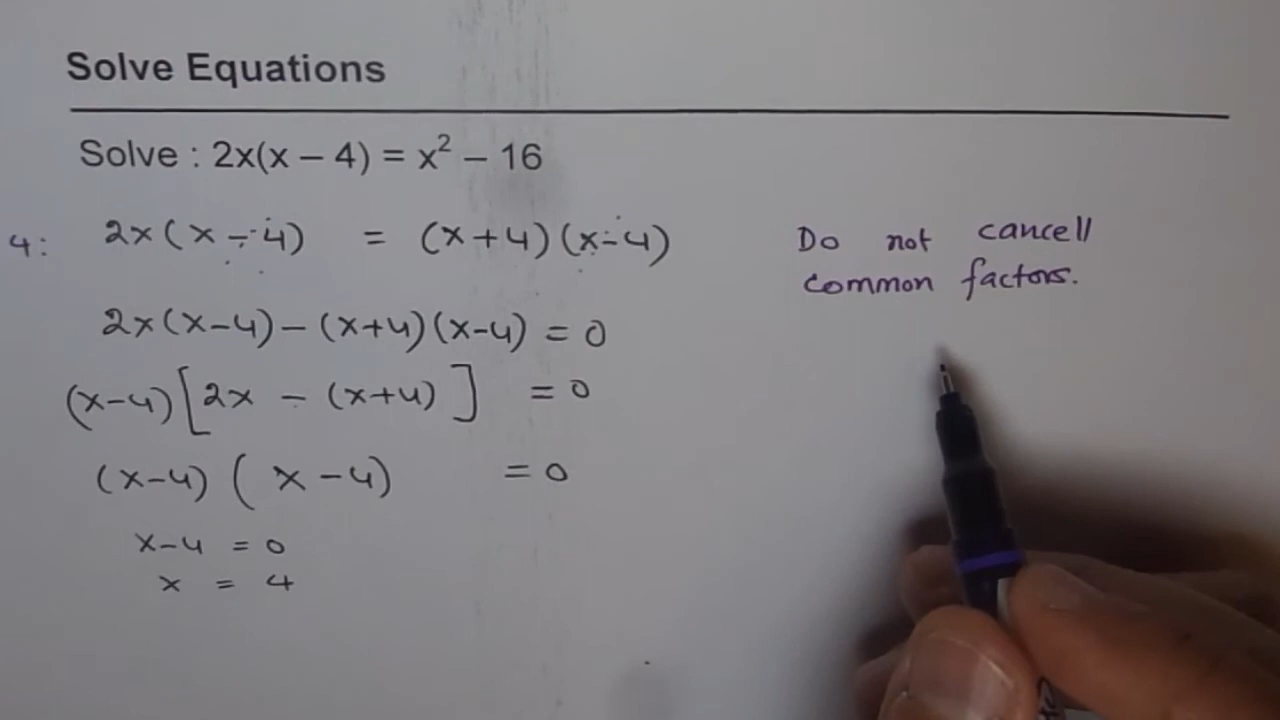 Solve Equations
Solve : 2x(x – 4) = x² – 16
4: 2x(x-4) = (x+4)(x-4)
Do not cancell
common factors.
2x(x-4) - (x+4)(x-4) = 0
(x-4)[2x - (x+4)] = 0
(x-4)(x-4) = 0
x-4 = 0
x = 4